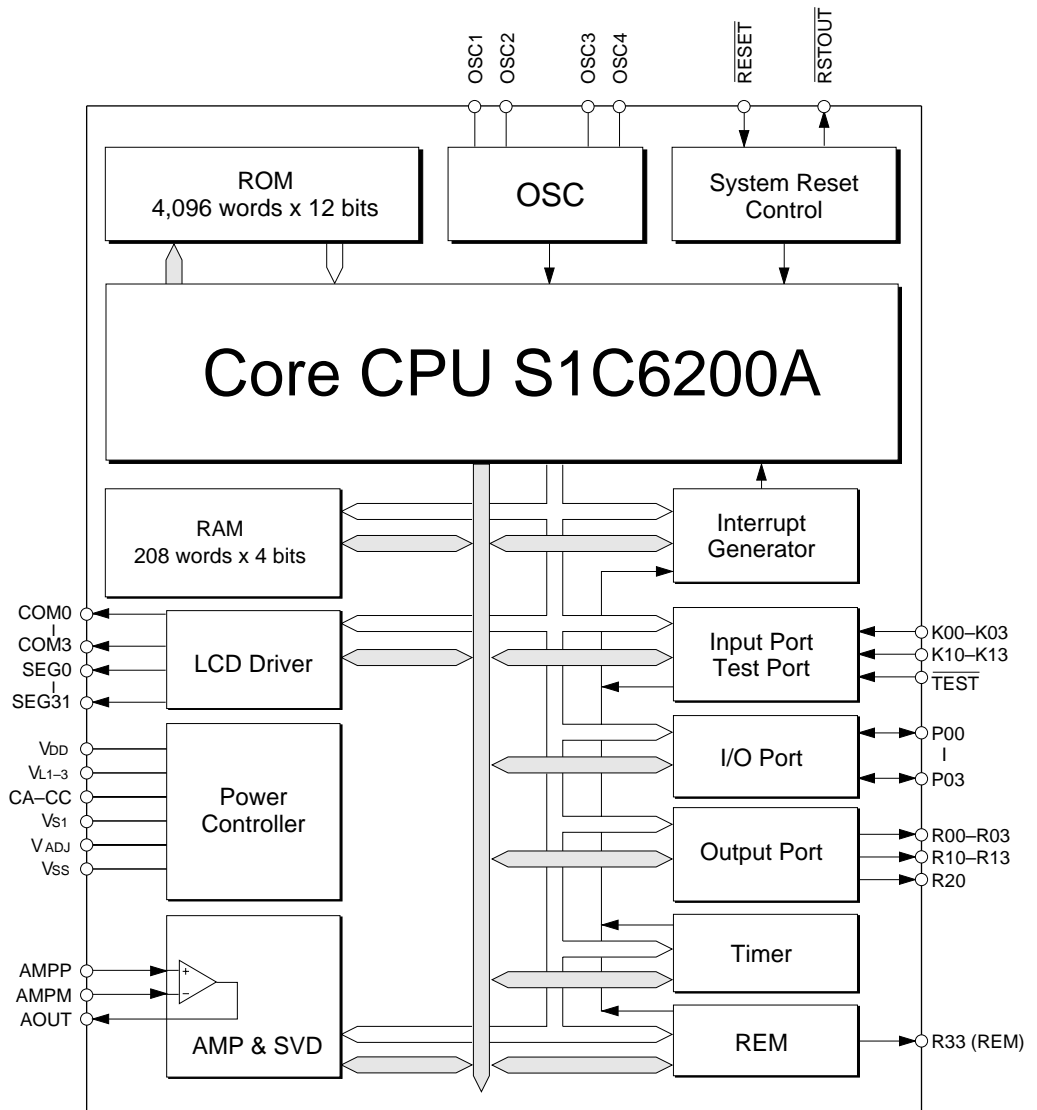 OSC1
OSC2
OSC3
OSC4
RESET
RSTOUT
ROM
4,096 words x 12 bits
OSC
System Reset
Control
Core CPU S1C6200A
RAM
208 words x 4 bits
Interrupt
Generator
COM0
COM3
SEG0
SEG31
LCD Driver
Input Port
Test Port
K00–K03
K10–K13
TEST
VDD
VL1–3
CA–CC
VS1
VADJ
VSS
Power
Controller
I/O Port
P00
P03
Output Port
R00–R03
R10–R13
R20
AMPP
AMPM
AOUT
+
–
AMP & SVD
Timer
REM
R33 (REM)